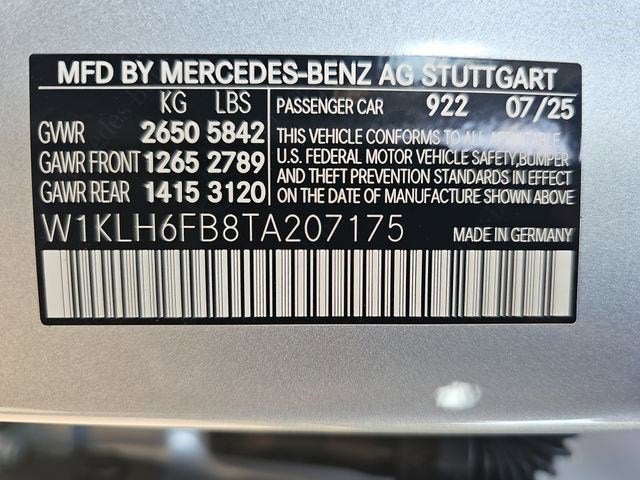 MFD BY MERCEDES-BENZ AG STUTTGART
KG LBS PASSENGER CAR 922 07/25
GVWR 2650 5842
GAWR FRONT 1265 2789
GAWR REAR 1415 3120
THIS VEHICLE CONFORMS TO ALL APPLICABLE
U.S. FEDERAL MOTOR VEHICLE SAFETY,BUMPER
AND THEFT PREVENTION STANDARDS IN EFFECT
ON THE DATE OF MANUFACTURE SHOWN ABOVE
W1KLH6FB8TA207175 MADE IN GERMANY